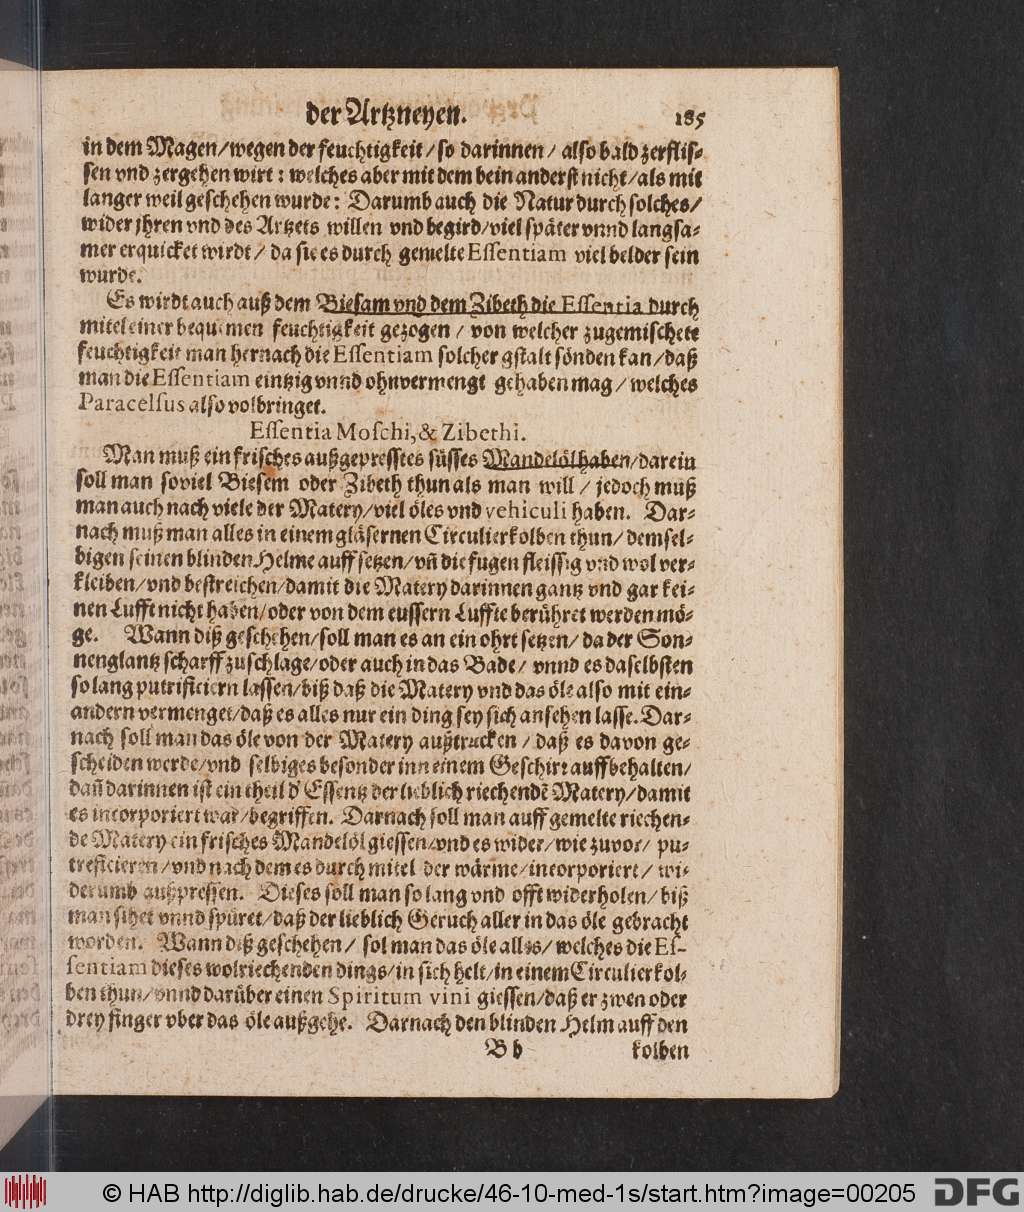 der Artzneyen. 185
in dem Magen/wegen der feuchtigkeit/so darinnen/ also bald zerflis⸗
sen vnd zergehen wirt: welches aber mit dem bein anderst nicht/als mit
langer weil geschehen wurde: Darumb auch die Natur durch solches/
wider jhren vnd des Artzets willen vnd begird/viel später vnnd langsa⸗
mer erquicket wirdt/ da sie es durch gemelte Essentiam viel belder sein
wurde.
Es wirdt auch auß dem Biesam vnd dem Zibeth die Essentia durch
mitel einer bequemen feuchtigkeit gezogen/ von welcher zugemischete
feuchtigkeit man hernach die Essentiam solcher gstalt sönden kan/daß
man die Essentiam eintzig vnnd ohnvermengt gehaben mag/ welches
Paracelsus also volbringet.
Essentia Moschi, & Zibethi.
Man muß ein frisches außgepresstes süsses Mandelöl haben/darein
soll man soviel Biesem oder Zibeth thun als man will/ jedoch muß
man auch nach viele der Matery/viel öles vnd vehiculi haben. Dar⸗
nach muß man alles in einem gläsernen Circulierkolben thun/ demsel⸗
bigen seinen blinden Helme auff setzen/vñ die fugen fleissig vnd wol ver⸗
kleiben/vnd bestreichen/damit die Matery darinnen gantz vnd gar kei⸗
nen Lufft nicht haben/oder von dem eussern Luffte berühret werden mö⸗
ge. Wann diß geschehen/soll man es an ein ohrt setzen/ da der Son⸗
nenglantz scharff zuschlage/oder auch in das Bade/ vnnd es daselbsten
so lang putrificiern lassen/biß daß die Matery vnd das öle also mit ein⸗
andern vermenget/daß es alles nur ein ding sey sich ansehen lasse. Dar⸗
nach soll man das öle von der Matery außtrucken/ daß es davon ge⸗
scheiden werde/vnd selbiges besonder inn einem Geschirr auffbehalten/
dañ darinnen ist ein theil d' Essentz der lieblich riechendẽ Matery/damit
es incorporiert war/begriffen. Darnach soll man auff gemelte riechen⸗
de Matery ein frisches Mandelöl giessen/vnd es wider/wie zuvor/ pu⸗
treficieren/vnd nach dem es durch mitel der wärme/incorporiert/ wi⸗
derumb außpressen. Dieses soll man so lang vnd offt widerholen/ biß
man sihet vnnd spüret/daß der lieblich Geruch aller in das öle gebracht
worden. Wann diß geschehen/ sol man das öle alles/ welches die Es-
sentiam dieses wolriechenden dings/in sich helt/in einem Circulierkol⸗
ben thun/vnnd darüber einen Spiritum vini giessen/daß er zwen oder
drey finger vber das öle außgehe. Darnach den blinden Helm auff den
B b kolben
© HAB http://diglib.hab.de/drucke/46-10-med-1s/start.htm?image=00205 DFG